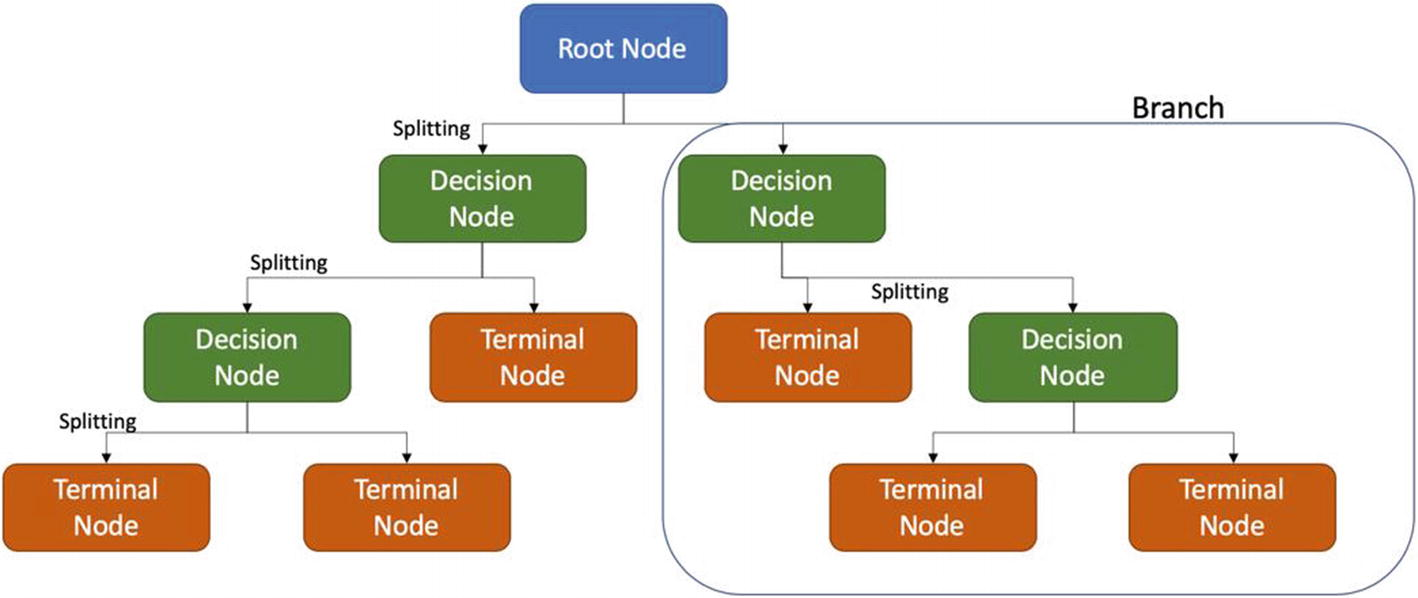 Root Node
Branch
Splitting
Decision
Node
Decision
Node
Splitting
Splitting
Decision
Node
Terminal
Node
Terminal
Node
Decision
Node
Splitting
Terminal
Node
Terminal
Node
Terminal
Node
Terminal
Node